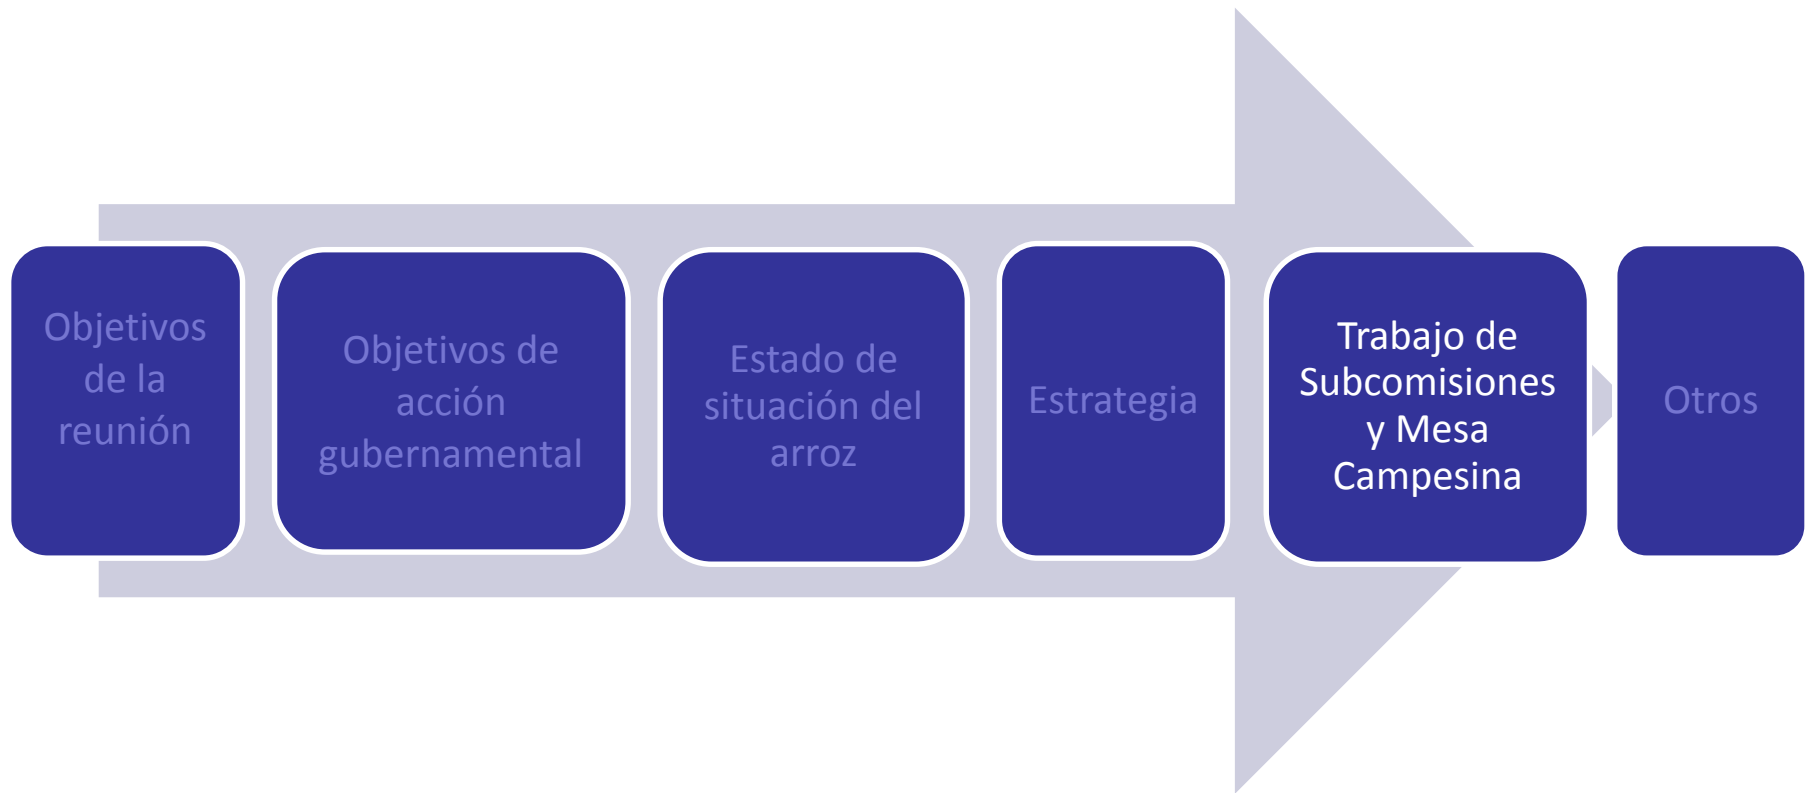 Objetivos
de la
reunión
Objetivos de
acción
gubernamental
Estado de
situación del
arroz
Estrategia
Trabajo de
Subcomisiones
y Mesa
Campesina
Otros